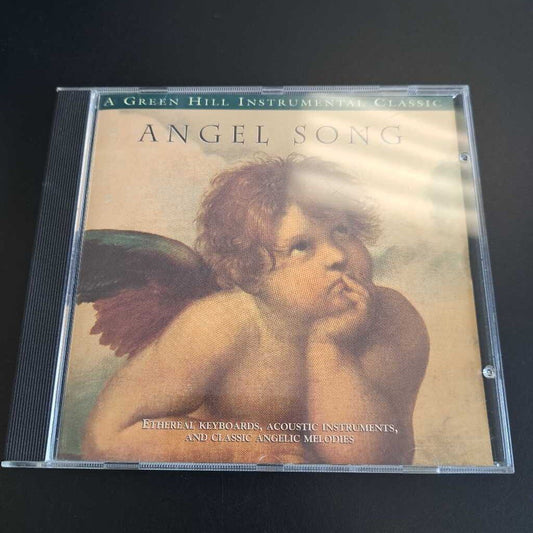 A GREEN HILL INSTRUMENTAL CLASSIC
ANGEL SONG
ETHEREAL KEYBOARDS, ACOUSTIC INSTRUMENTS,
AND CLASSIC ANGELIC MELODIES